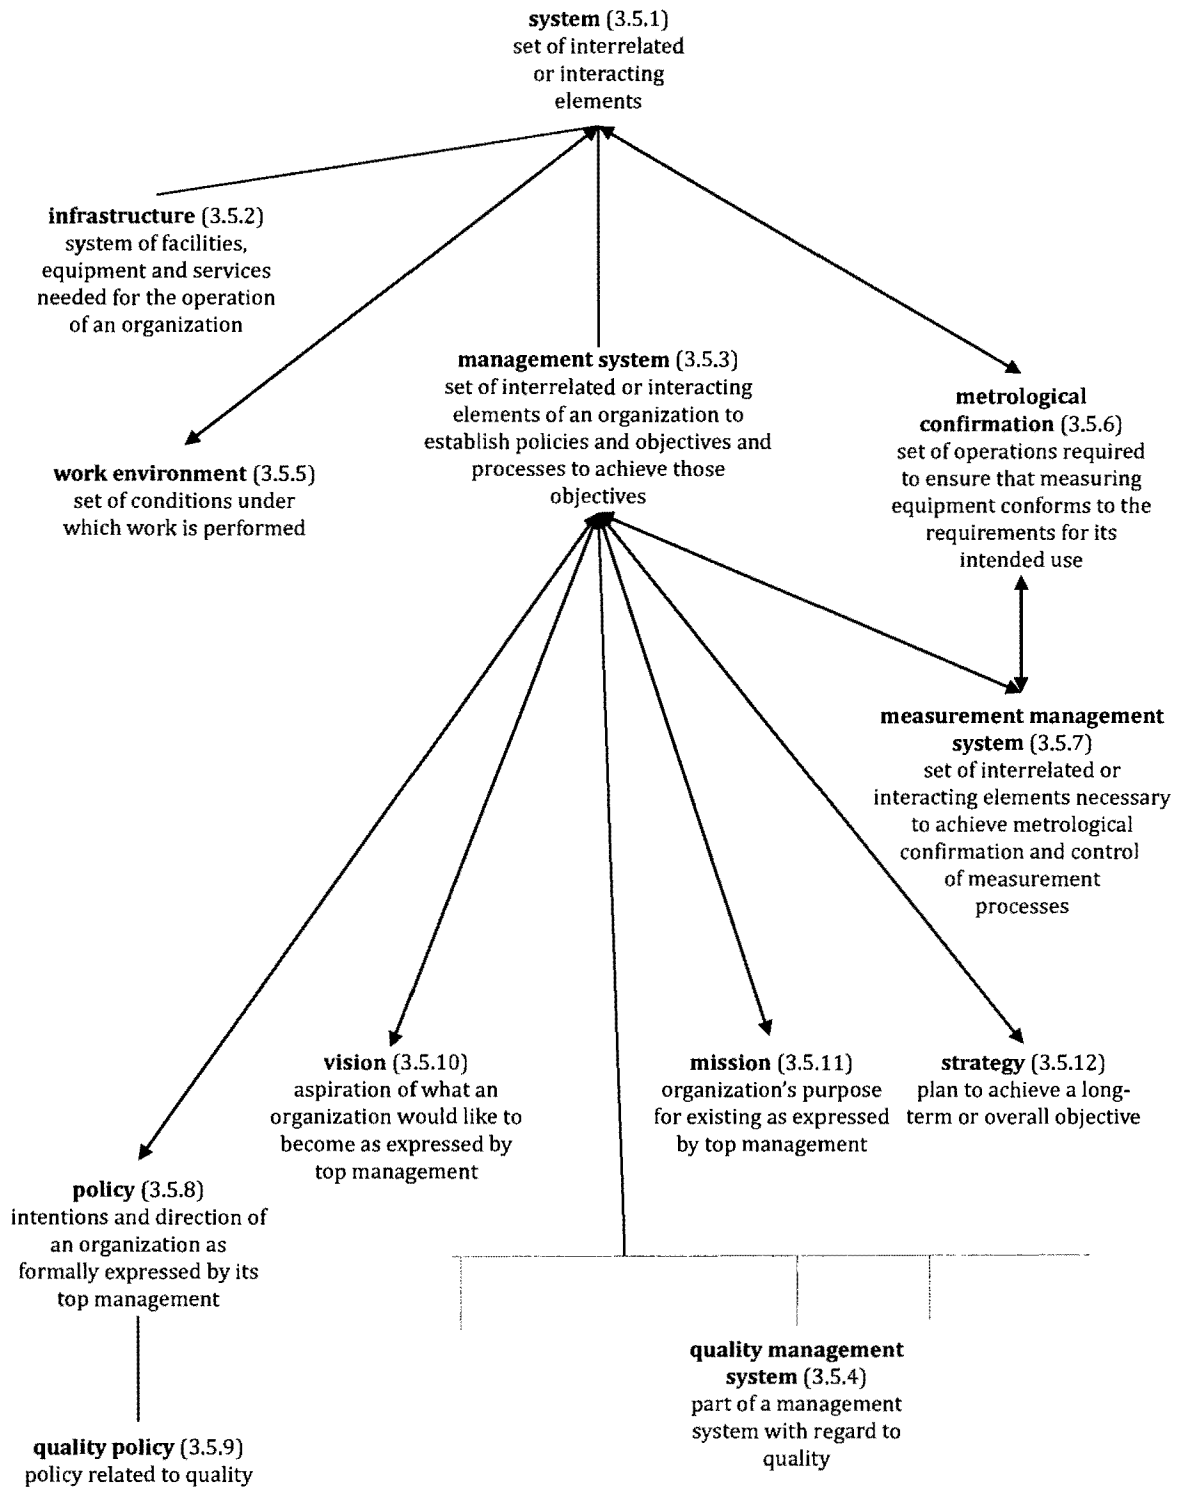 system (3.5.1)
set of interrelated
or interacting
elements
infrastructure (3.5.2)
system of facilities,
equipment and services
needed for the operation
of an organization
management system (3.5.3)
set of interrelated or interacting
elements of an organization to
establish policies and objectives and
processes to achieve those
objectives
metrological
confirmation (3.5.6)
set of operations required
to ensure that measuring
equipment conforms to the
requirements for its
intended use
work environment (3.5.5)
set of conditions under
which work is performed
measurement management
system (3.5.7)
set of interrelated or
interacting elements necessary
to achieve metrological
confirmation and control
of measurement
processes
vision (3.5.10)
aspiration of what an
organization would like to
become as expressed by
top management
mission (3.5.11)
organization's purpose
for existing as expressed
by top management
strategy (3.5.12)
plan to achieve a long-
term or overall objective
policy (3.5.8)
intentions and direction of
an organization as
formally expressed by its
top management
quality management
system (3.5.4)
part of a management
system with regard to
quality
quality policy (3.5.9)
policy related to quality